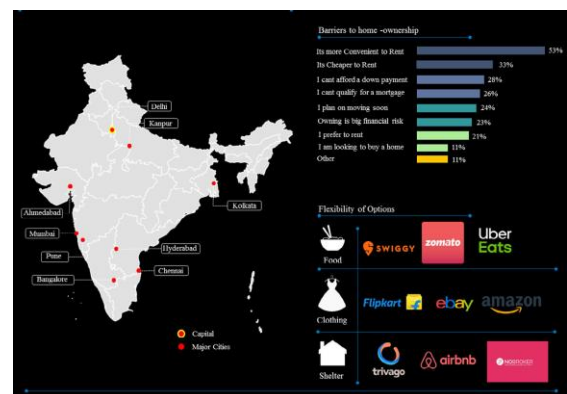 Delhi
Kanpur
Kolkata
Ahmedabad
Mumbai
Pune
Hyderabad
Chennai
Bangalore
Capital
Major Cities
Barriers to home -ownership
Its more Convenient to Rent 53%
Its Cheaper to Rent 33%
I cant afford a down payment 28%
I cant qualify for a mortgage 26%
I plan on moving soon 24%
Owning is big financial risk 23%
I prefer to rent 21%
I am looking to buy a home 11%
Other 11%
Flexibility of Options
Food
SWIGGY
zomato
Uber
Eats
Clothing
Flipkart
ebay
amazon
Shelter
trivago
airbnb
NOBROKER